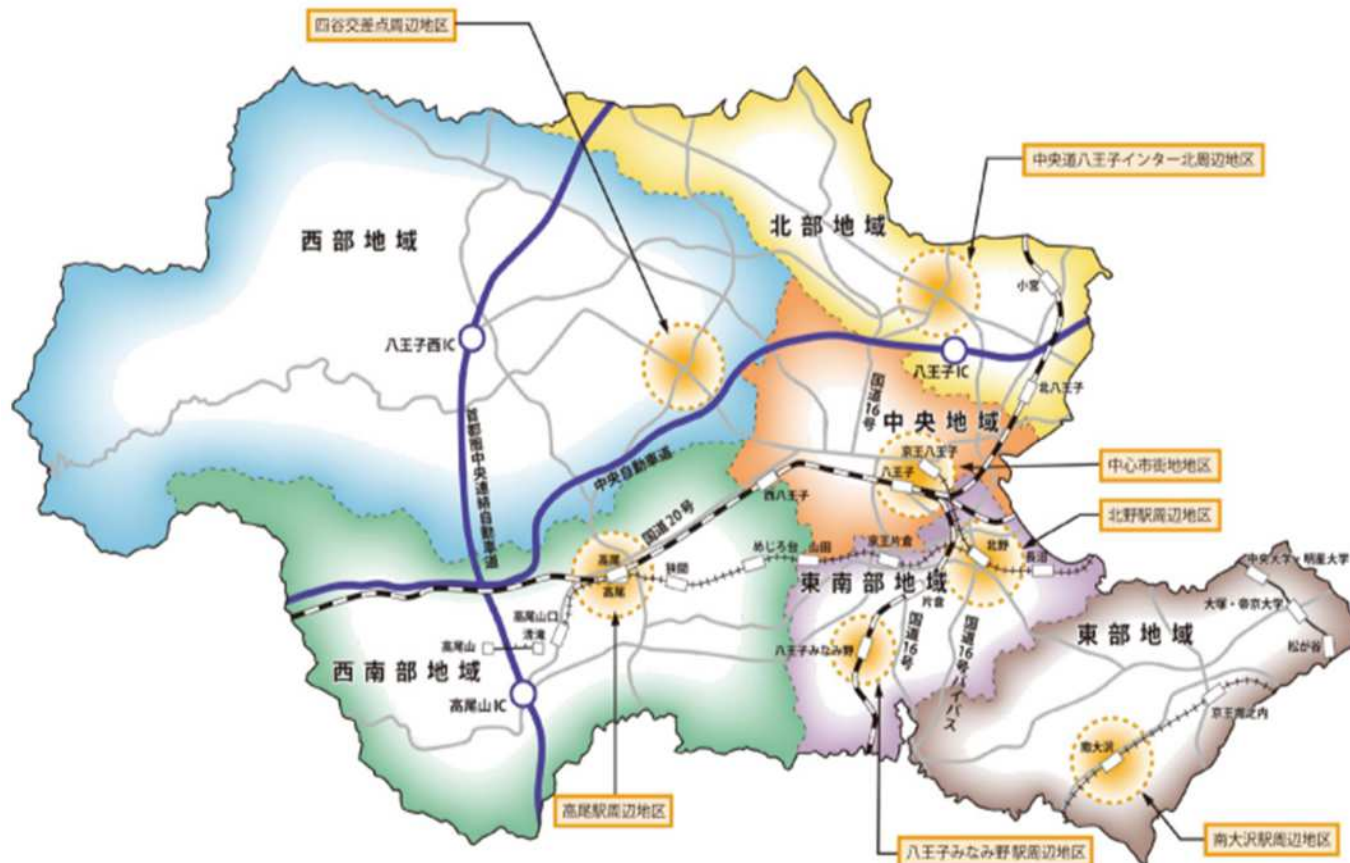 四谷交差点周辺地区
中央道八王子インター北周辺地区
北部地域
西部地域
小宮
八王子西IC
八王子IC
北八王子
国道16号
中央地域
首都圏中央連絡自動車道
中央自動車道
京王八王子
八王子
中心市街地地区
西八王子
国道20号
北野駅周辺地区
めじろ台
山田
京王片倉
北野
長沼
高尾
狭間
高尾
東南部地域
片倉
中央大学・明星大学
大塚・帝京大学
東部地域
松が谷
高尾山口
清滝
高尾山
西南部地域
高尾山IC
八王子みなみ野
国道16号
国道16号バイパス
京王堀之内
南大沢
高尾駅周辺地区
八王子みなみ野駅周辺地区
南大沢駅周辺地区